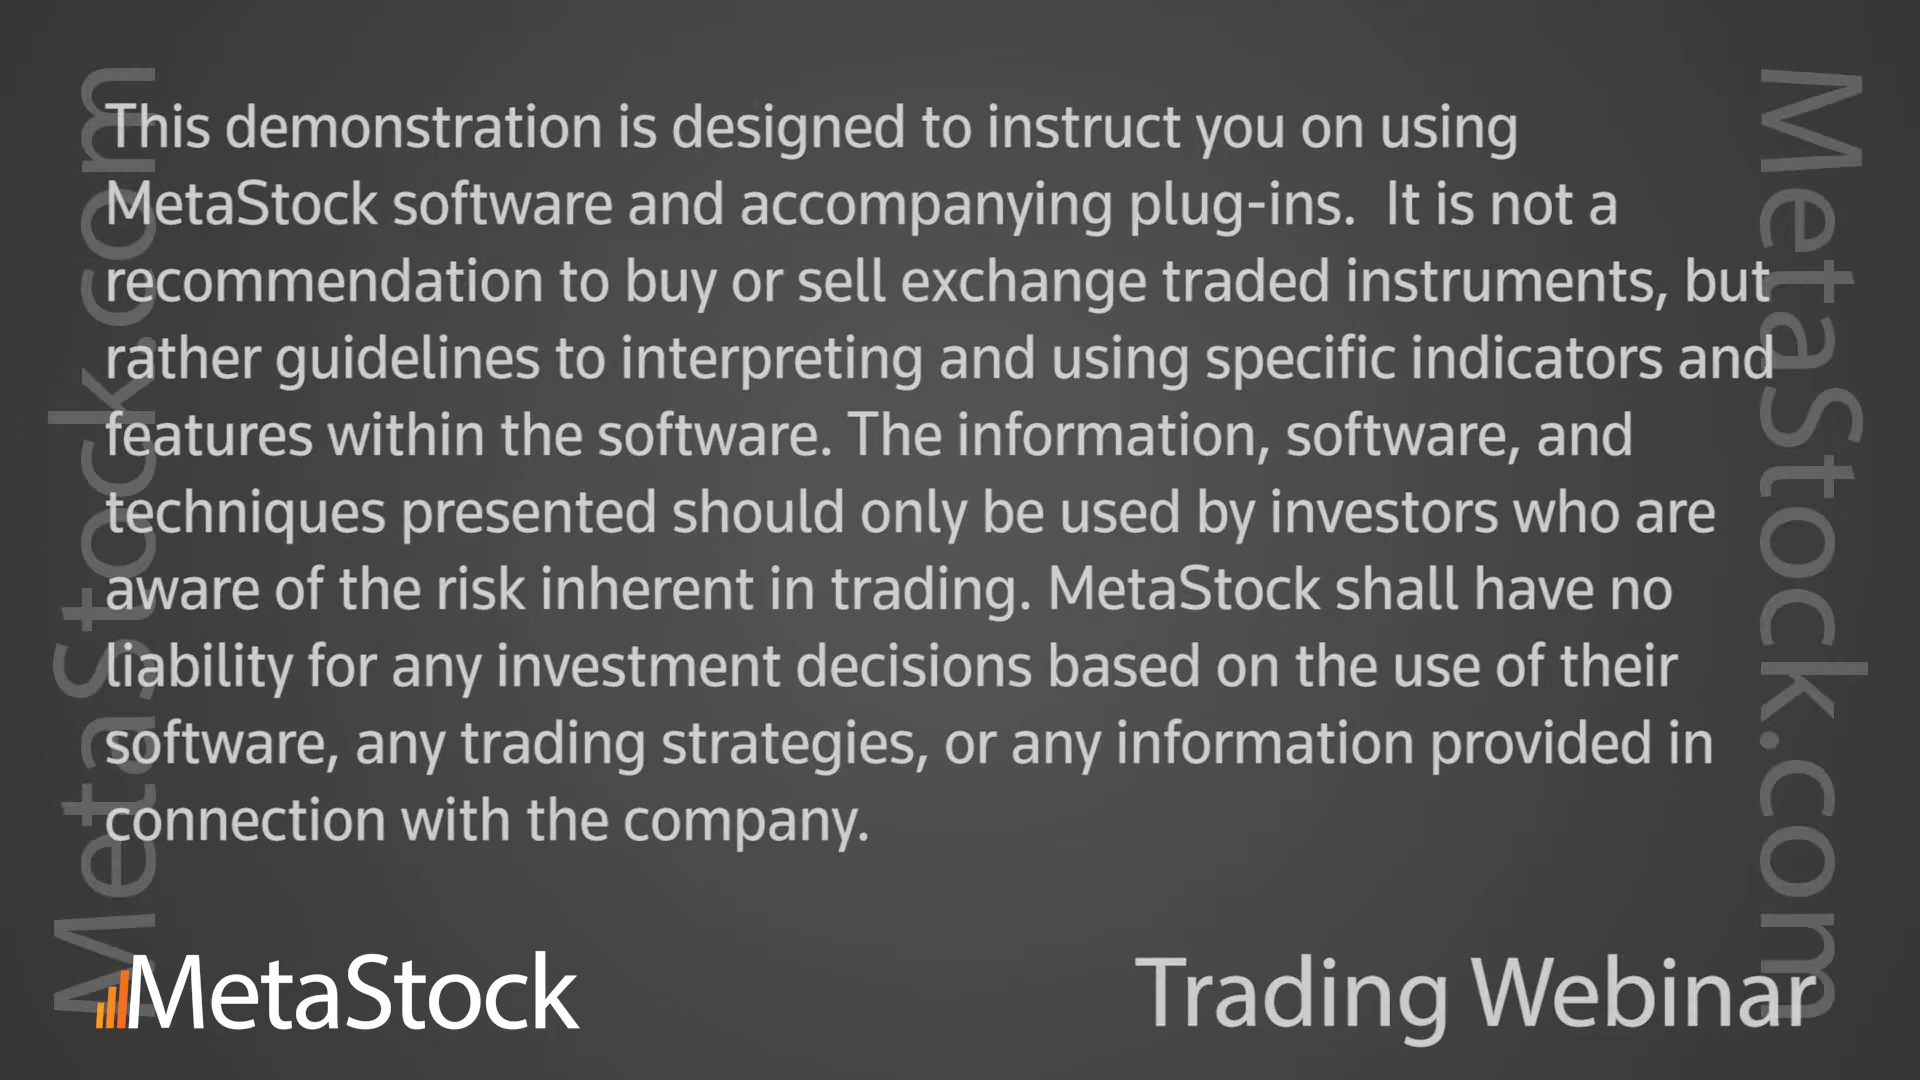 This demonstration is designed to instruct you on using
MetaStock software and accompanying plug-ins.  It is not a
recommendation to buy or sell exchange traded instruments, but
rather guidelines to interpreting and using specific indicators and
features within the software. The information, software, and
techniques presented should only be used by investors who are
aware of the risk inherent in trading. MetaStock shall have no
liability for any investment decisions based on the use of their
software, any trading strategies, or any information provided in
connection with the company.
MetaStock.com
MetaStock.com
MetaStock
Trading Webinar